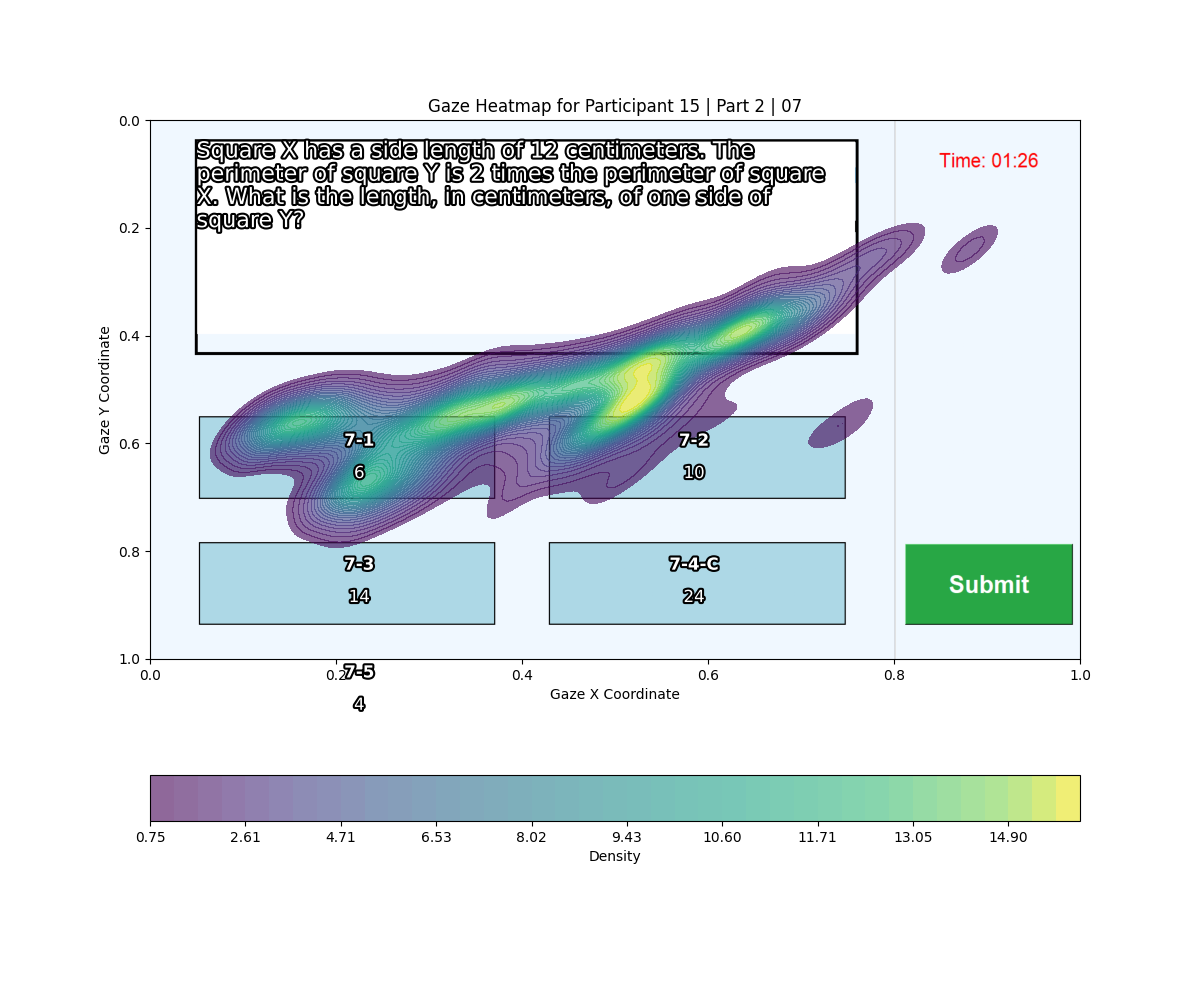 Gaze Heatmap for Participant 15 | Part 2 | 07
Square X has a side length of 12 centimeters. The
perimeter of square Y is 2 times the perimeter of square
X. What is the length, in centimeters, of one side of
square Y?
Time: 01:26
0.0
0.2
0.4
0.6
0.8
1.0
Gaze Y Coordinate
7-1
6
7-2
10
7-3
14
7-4-C
24
Submit
7-5
4
0.0
0.2
0.4
0.6
0.8
1.0
Gaze X Coordinate
0.75
2.61
4.71
6.53
8.02
9.43
10.60
11.71
13.05
14.90
Density